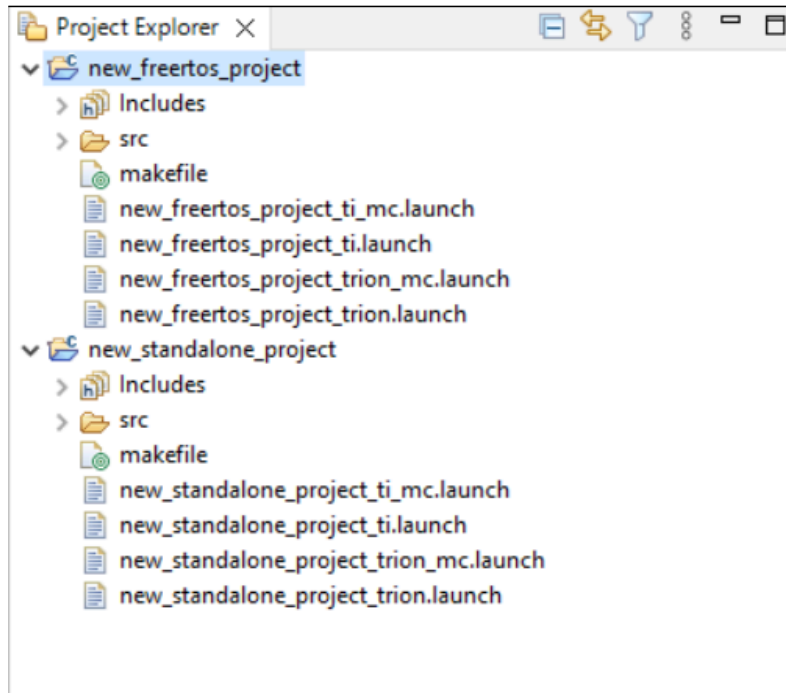 Project Explorer
new_freertos_project
Includes
src
makefile
new_freertos_project_ti_mc.launch
new_freertos_project_ti.launch
new_freertos_project_trion_mc.launch
new_freertos_project_trion.launch
new_standalone_project
Includes
src
makefile
new_standalone_project_ti_mc.launch
new_standalone_project_ti.launch
new_standalone_project_trion_mc.launch
new_standalone_project_trion.launch